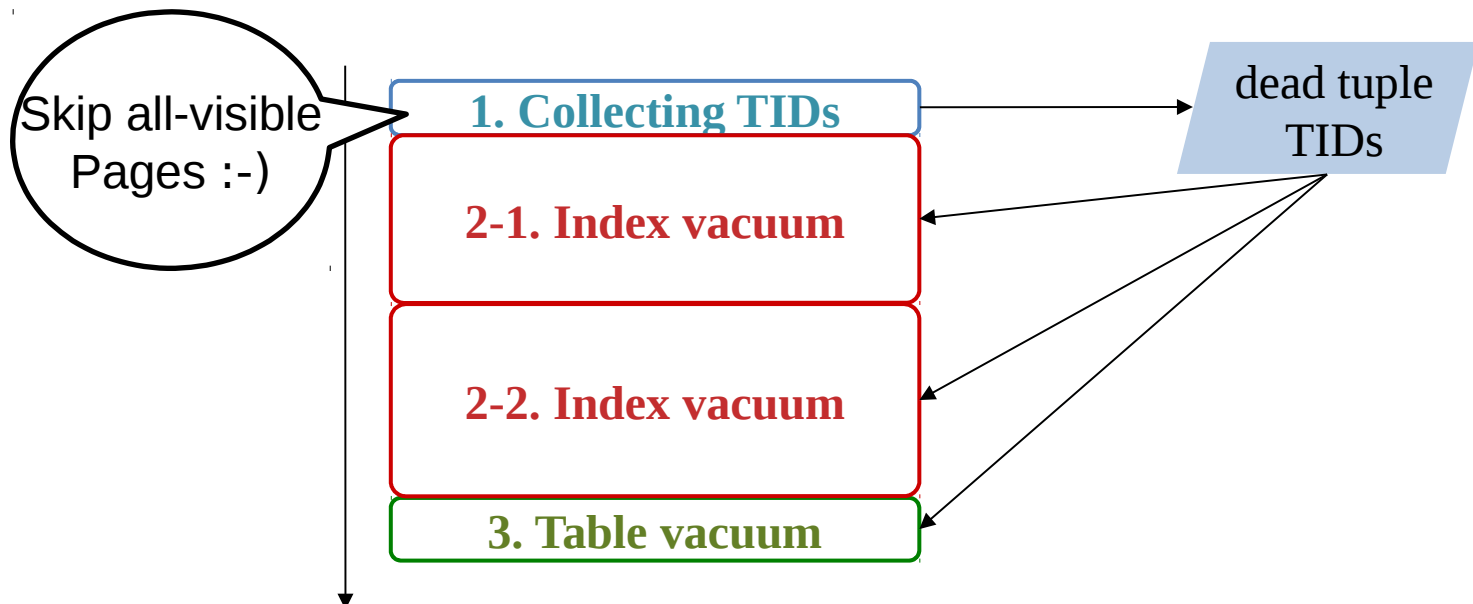 Skip all-visible
Pages :-)
1. Collecting TIDs
dead tuple
TIDs
2-1. Index vacuum
2-2. Index vacuum
3. Table vacuum